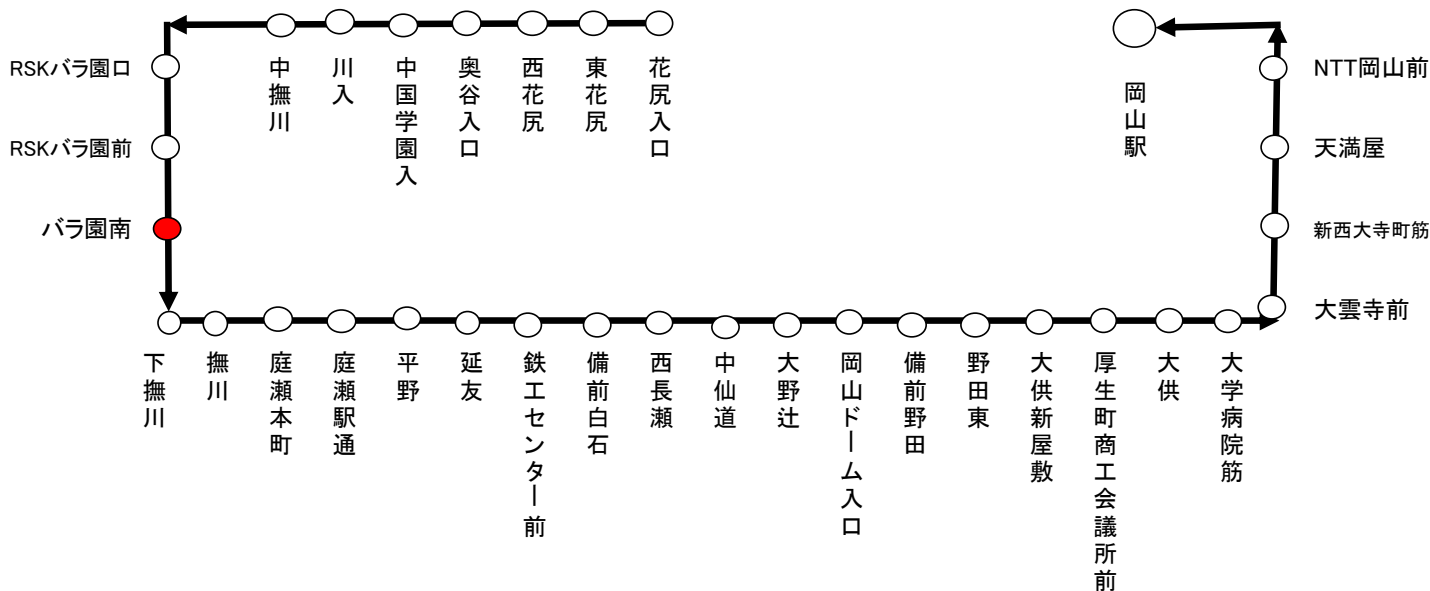 中撫川
川入
中国学園入
奥谷入口
西花尻
東花尻
花尻入口
岡山駅
RSKバラ園口
RSKバラ園前
バラ園南
NTT岡山前
天満屋
新西大寺町筋
大雲寺前
下撫川
撫川
庭瀬本町
庭瀬駅通
平野
延友
鉄工センター前
備前白石
西長瀬
中仙道
大野辻
岡山ドーム入口
備前野田
野田東
大供新屋敷
厚生町商工会議所前
大供
大学病院筋